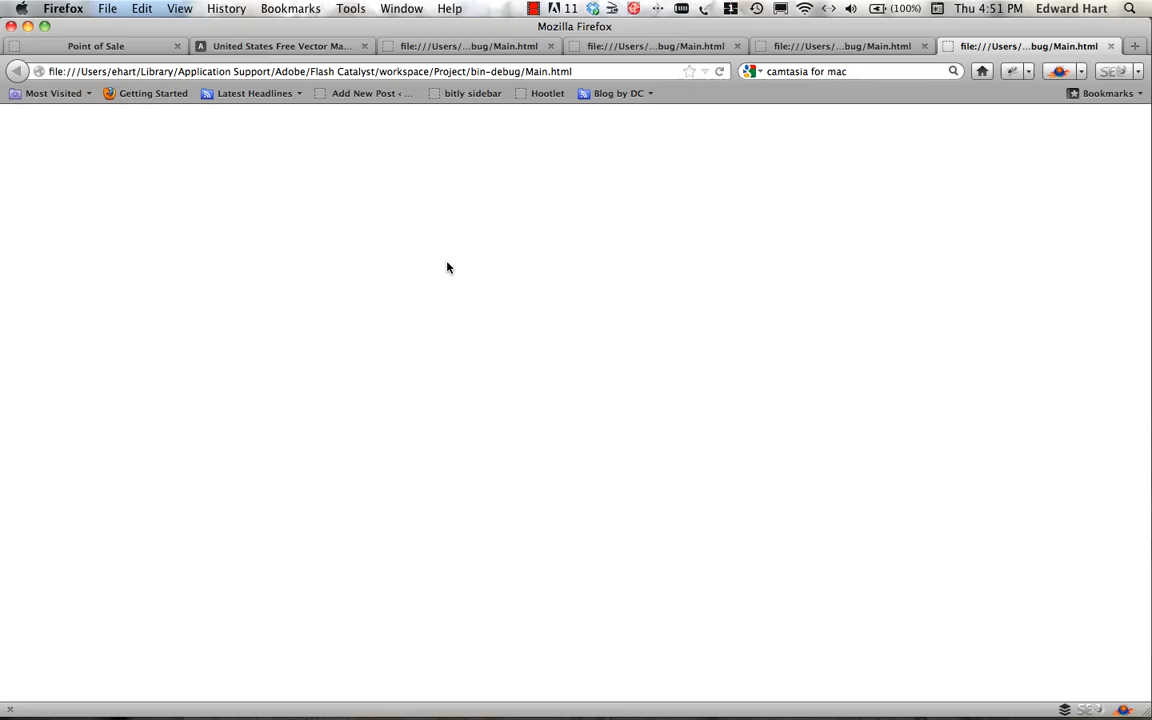 Firefox File Edit View History Bookmarks Tools Window Help 11 1 (100%) Thu 4:51 PM Edward Hart
Mozilla Firefox
Point of Sale United States Free Vector Ma... file:///Users/...bug/Main.html file:///Users/...bug/Main.html file:///Users/...bug/Main.html file:///Users/...bug/Main.html
file:///Users/ehart/Library/Application Support/Adobe/Flash Catalyst/workspace/Project/bin-debug/Main.html camtasia for mac SEO
Most Visited Getting Started Latest Headlines Add New Post ‹ ... bitly sidebar Hootlet Blog by DC Bookmarks
SEO